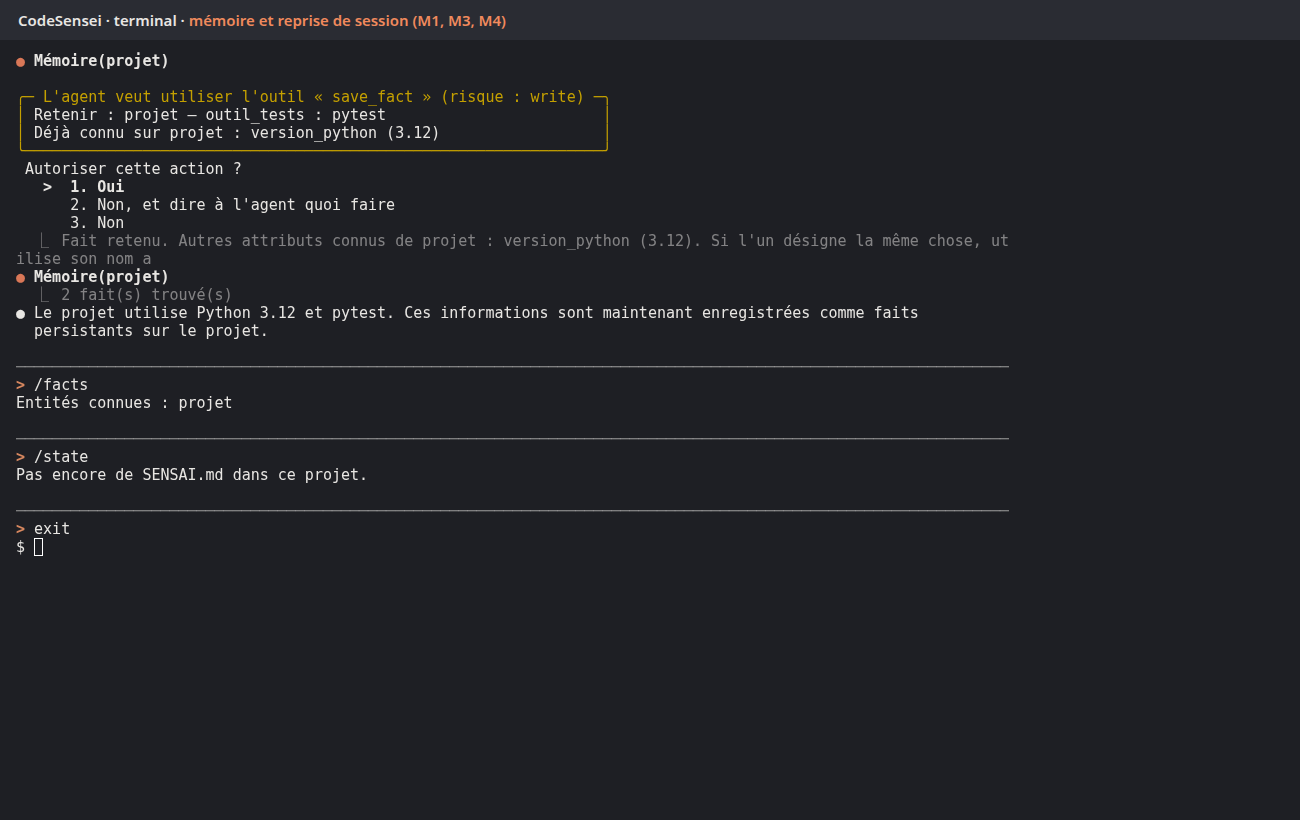 CodeSensei · terminal · mémoire et reprise de session (M1, M3, M4)
● Mémoire(projet)
L'agent veut utiliser l'outil « save_fact » (risque : write)
Retenir : projet — outil_tests : pytest
Déjà connu sur projet : version_python (3.12)
Autoriser cette action ?
> 1. Oui
2. Non, et dire à l'agent quoi faire
3. Non
⎿ Fait retenu. Autres attributs connus de projet : version_python (3.12). Si l'un désigne la même chose, ut
ilise son nom a
● Mémoire(projet)
⎿ 2 fait(s) trouvé(s)
● Le projet utilise Python 3.12 et pytest. Ces informations sont maintenant enregistrées comme faits
persistants sur le projet.
> /facts
Entités connues : projet
> /state
Pas encore de SENSAI.md dans ce projet.
> exit
$